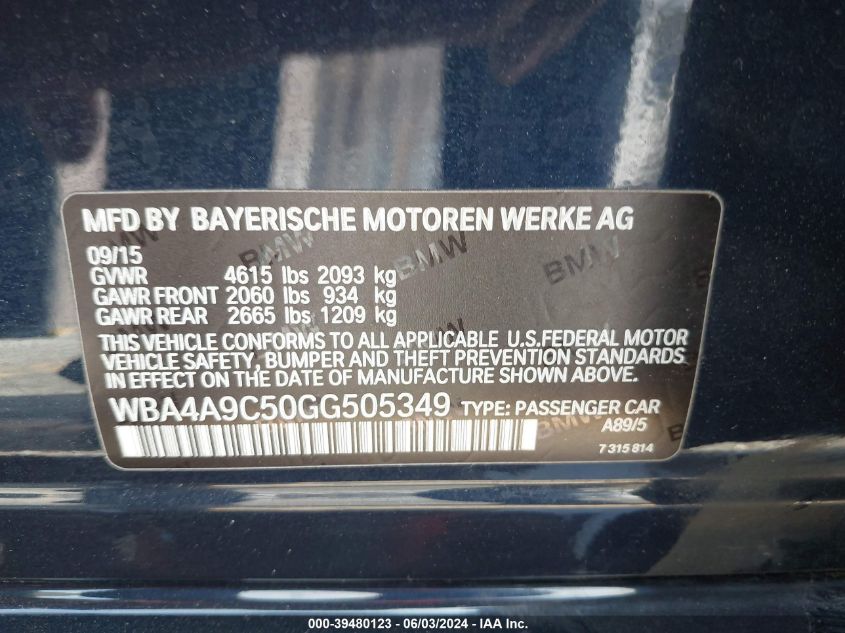 MFD BY BAYERISCHE MOTOREN WERKE AG
09/15
GVWR 4615 lbs 2093 kg
GAWR FRONT 2060 lbs 934 kg
GAWR REAR 2665 lbs 1209 kg
THIS VEHICLE CONFORMS TO ALL APPLICABLE U.S.FEDERAL MOTOR
VEHICLE SAFETY, BUMPER AND THEFT PREVENTION STANDARDS
IN EFFECT ON THE DATE OF MANUFACTURE SHOWN ABOVE.
WBA4A9C50GG505349 TYPE: PASSENGER CAR
A89/5
7 315 814
BMW
BMW
BMW
000-39480123 - 06/03/2024 - © IAA, Inc.